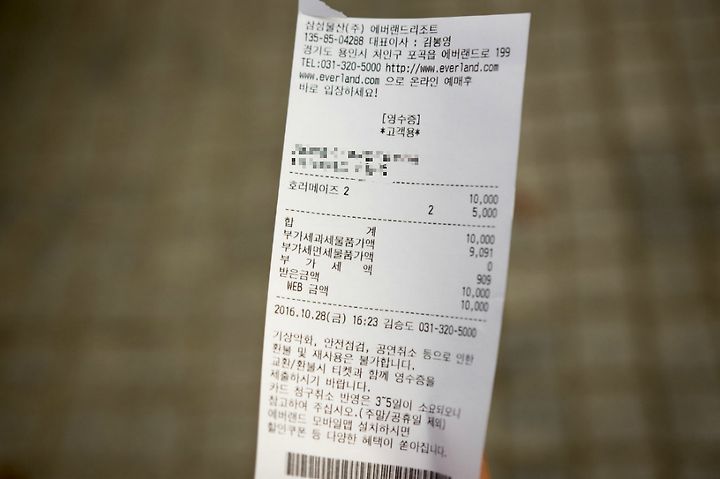 삼성물산(주) 에버랜드리조트
135-85-04288 대표이사 : 김봉영
경기도 용인시 처인구 포곡읍 에버랜드로 199
TEL:031-320-5000 http://www.everland.com
www.everland.com 으로 온라인 예매후
바로 입장하세요!
[영수증]
*고객용*
호러메이즈 2 10,000
2 5,000
합 계 10,000
부가세과세물품가액 9,091
부가세면세물품가액 0
부 가 세 액 909
받은금액 10,000
WEB 금액 10,000
2016.10.28(금) 16:23 김승도 031-320-5000
기상악화, 안전점검, 공연취소 등으로 인한
환불 및 재사용은 불가합니다.
교환/환불시 티켓과 함께 영수증을
제출하시기 바랍니다.
카드 청구취소 반영은 3~5일이 소요되오니
참고하여 주십시오.(주말/공휴일 제외)
에버랜드 모바일앱 설치하시면
할인쿠폰 등 다양한 혜택이 쏟아집니다.